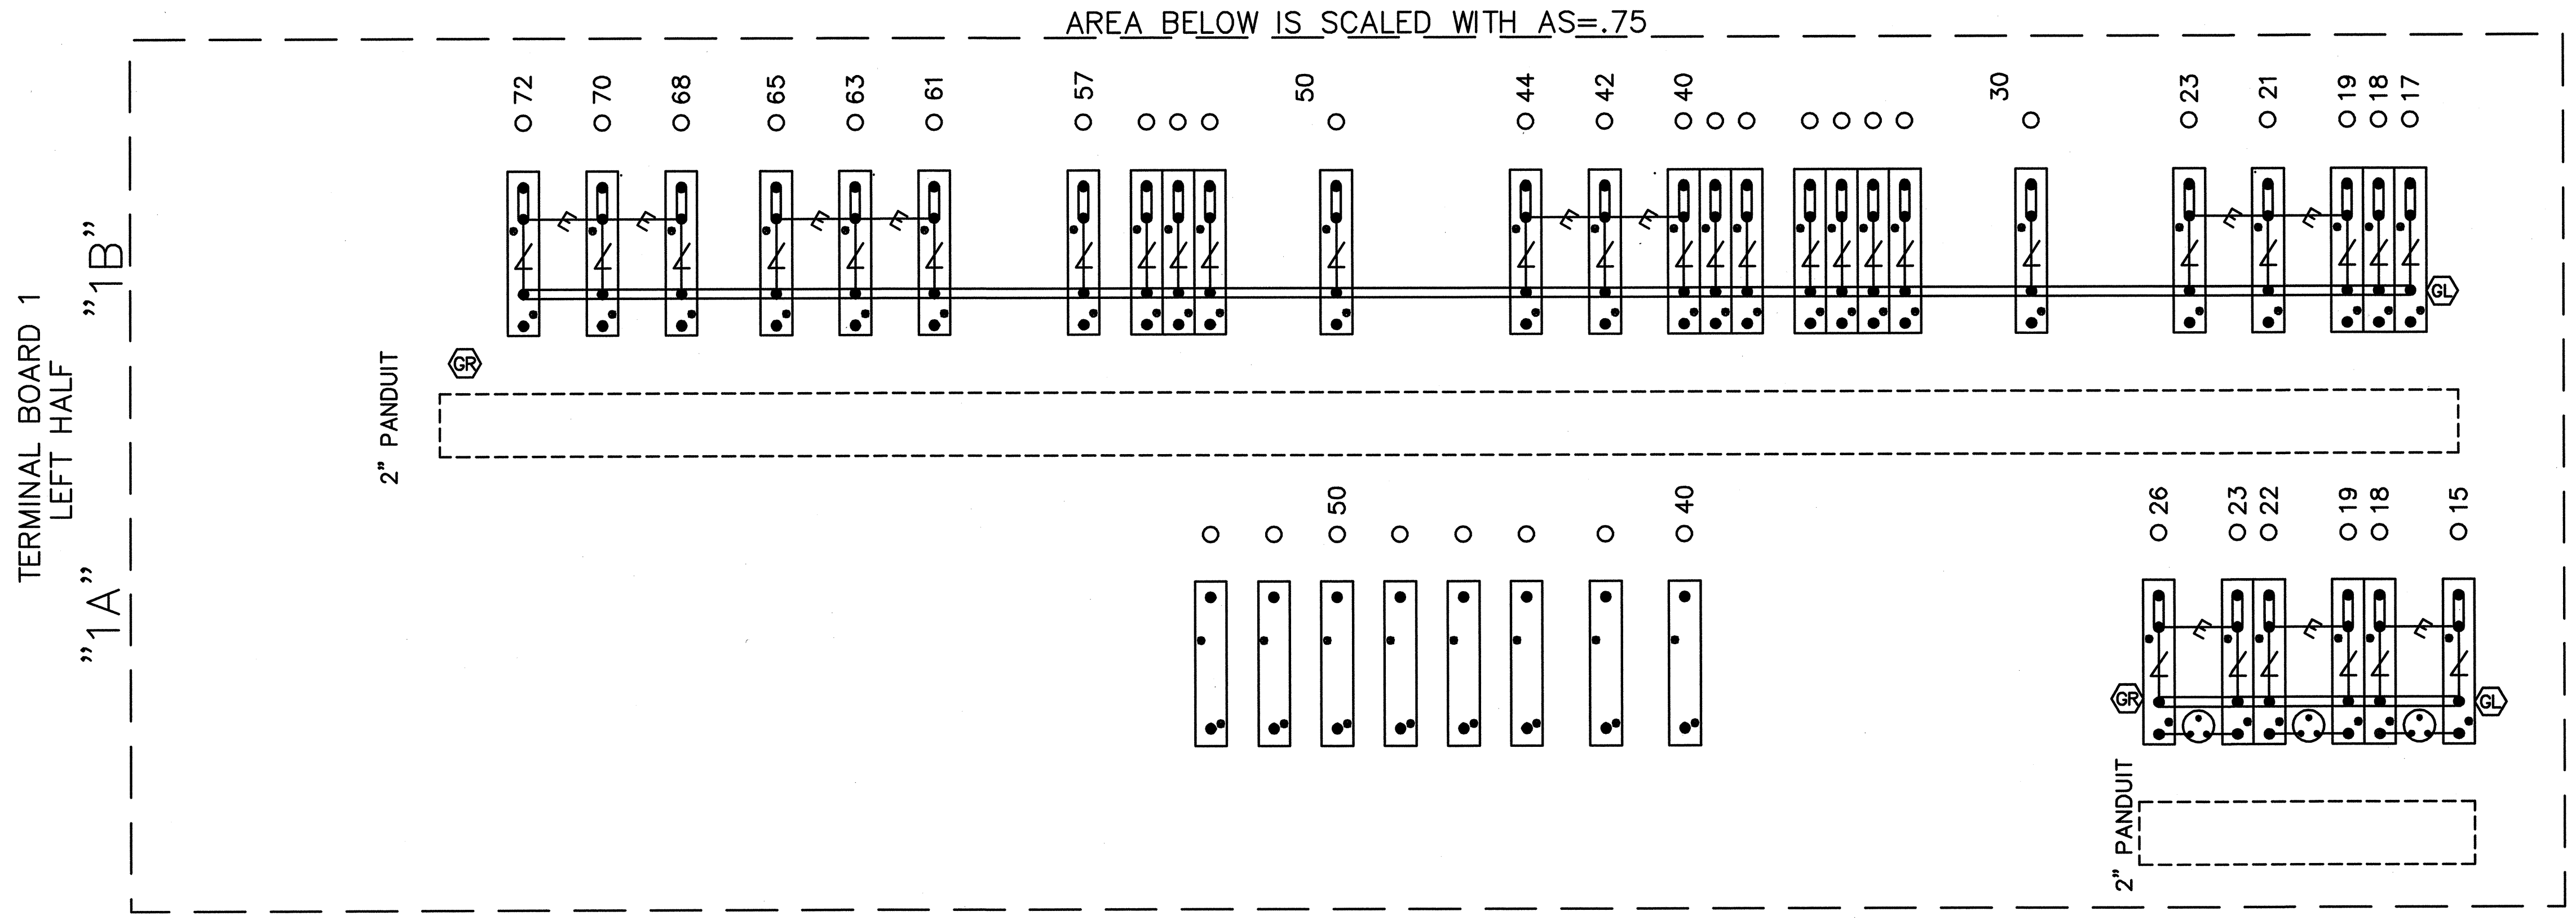 AREA BELOW IS SCALED WITH AS=.75
TERMINAL BOARD 1
LEFT HALF
"1B"
"1A"
72
70
68
65
63
61
57
50
44
42
40
30
23
21
19
18
17
E
E
E
E
E
E
E
E
GL
GR
2" PANDUIT
50
40
26
23
22
19
18
15
E
E
E
GR
GL
2" PANDUIT